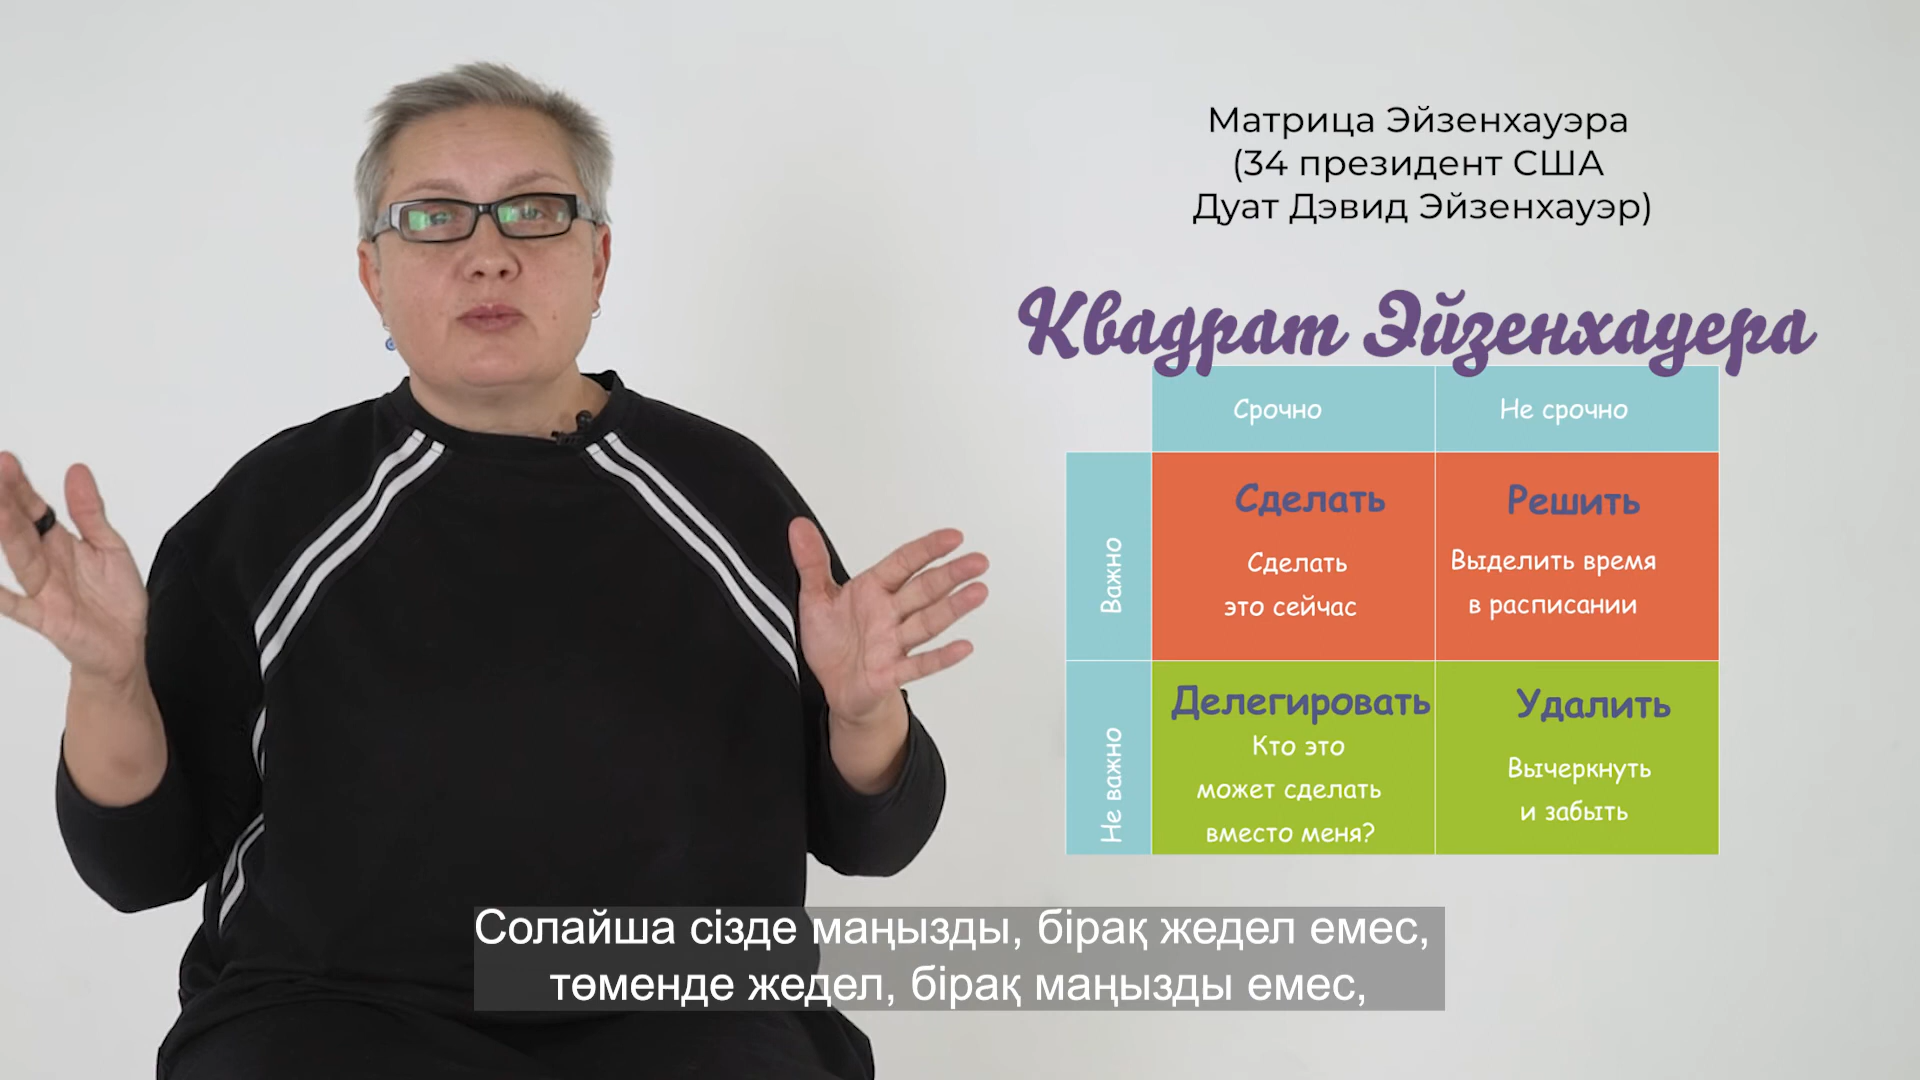 Матрица Эйзенхауэра
(34 президент США
Дуат Дэвид Эйзенхауэр)
Квадрат Эйзенхауера
Срочно
Не срочно
Важно
Сделать
Сделать
это сейчас
Решить
Выделить время
в расписании
Не важно
Делегировать
Кто это
может сделать
вместо меня?
Удалить
Вычеркнуть
и забыть
Солайша сізде маңызды, бірақ жедел емес,
төменде жедел, бірақ маңызды емес,